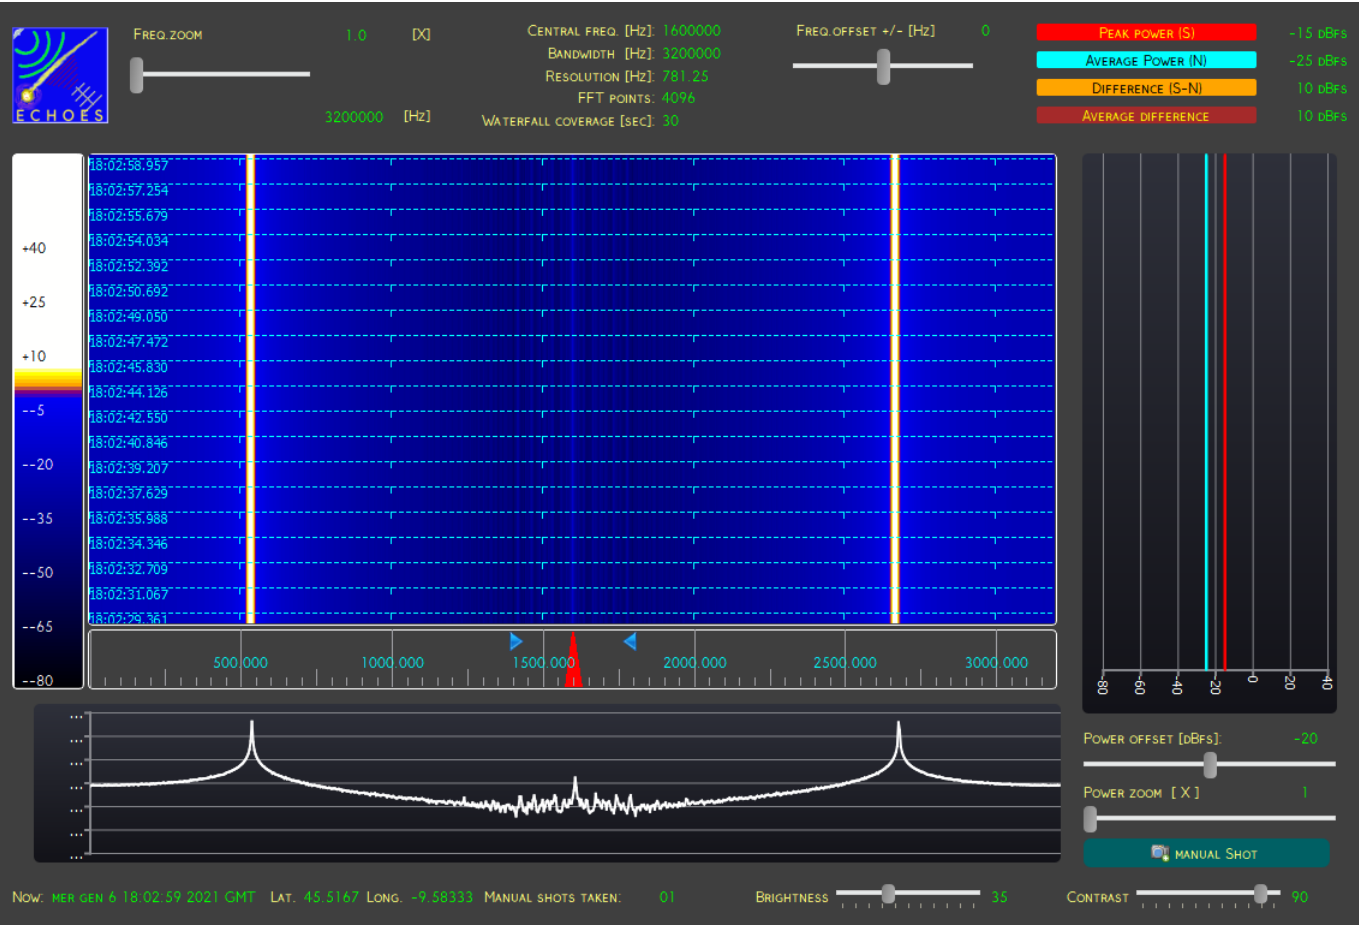 ECHOES
FREQ.ZOOM 1.0 [X]
3200000 [Hz]
CENTRAL FREQ. [Hz]: 1600000
BANDWIDTH [Hz]: 3200000
RESOLUTION [Hz]: 781.25
FFT POINTS: 4096
WATERFALL COVERAGE [SEC]: 30
FREQ.OFFSET +/- [Hz] 0
PEAK POWER (S) -15 DBFS
AVERAGE POWER (N) -25 DBFS
DIFFERENCE (S-N) 10 DBFS
AVERAGE DIFFERENCE 10 DBFS
+40
+25
+10
--5
--20
--35
--50
--65
--80
18:02:58.957
18:02:57.254
18:02:55.679
18:02:54.034
18:02:52.392
18:02:50.692
18:02:49.050
18:02:47.472
18:02:45.830
18:02:44.126
18:02:42.550
18:02:40.846
18:02:39.207
18:02:37.629
18:02:35.988
18:02:34.346
18:02:32.709
18:02:31.067
18:02:29.361
500.000 1000.000 1500.000 2000.000 2500.000 3000.000
-80 -60 -40 -20 0 20 40
...
...
...
...
...
...
...
POWER OFFSET [DBFS]: -20
POWER ZOOM [ X ] 1
MANUAL SHOT
NOW: MER GEN 6 18:02:59 2021 GMT LAT. 45.5167 LONG. -9.58333 MANUAL SHOTS TAKEN: 01 BRIGHTNESS 35 CONTRAST 90